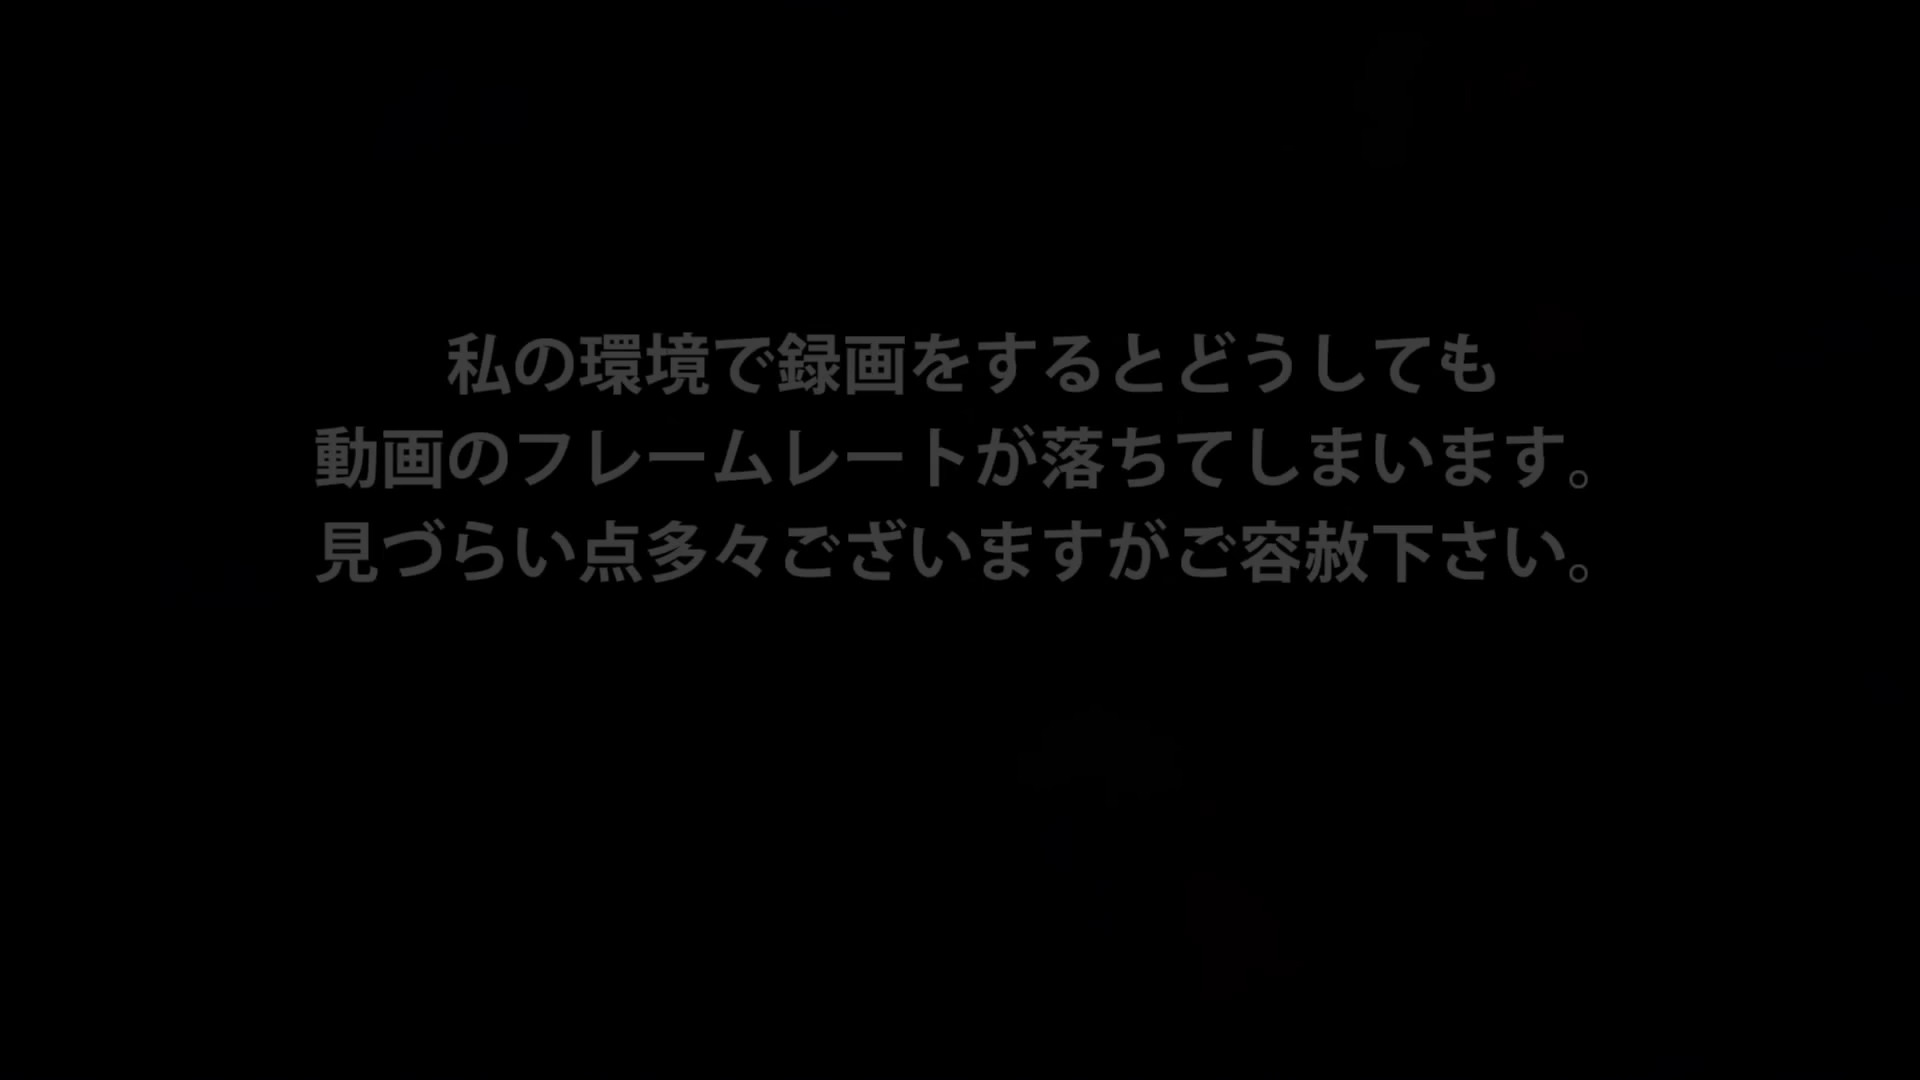 私の環境で録画をするとどうしても
動画のフレームレートが落ちてしまいます。
見づらい点多々ございますがご容赦下さい。